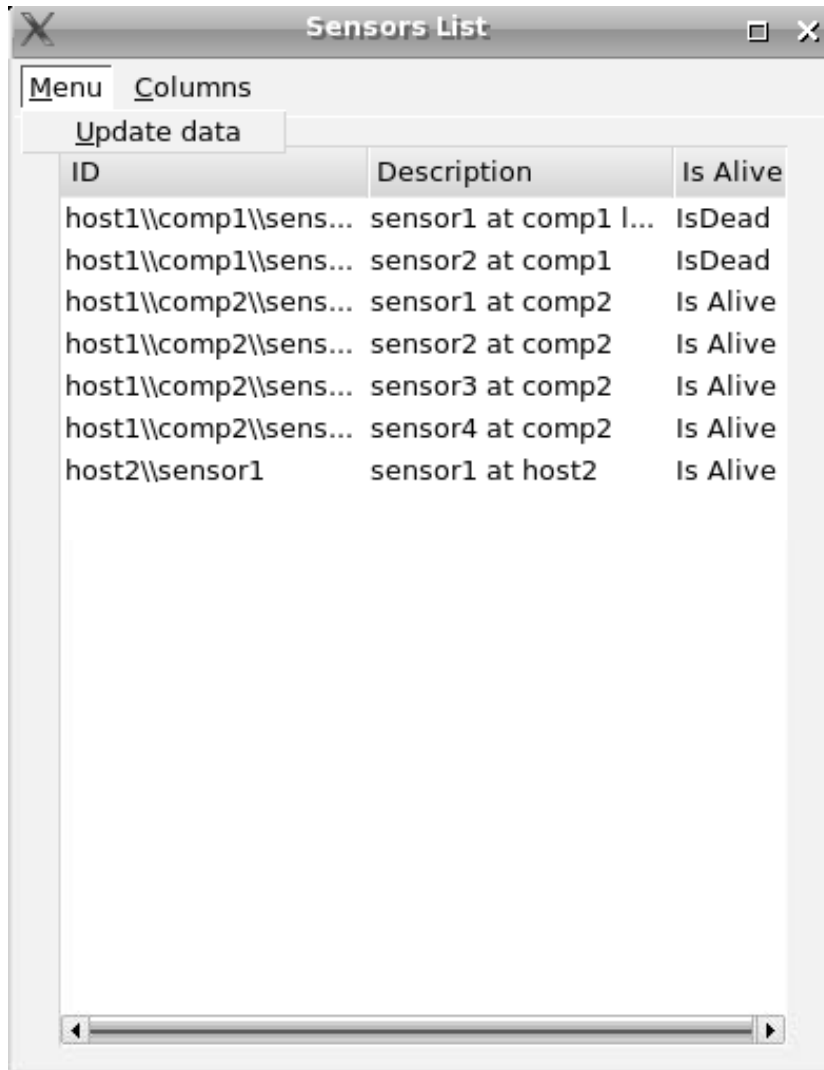 Sensors List
Menu Columns
Update data
ID Description Is Alive
host1\\comp1\\sens... sensor1 at comp1 l... IsDead
host1\\comp1\\sens... sensor2 at comp1 IsDead
host1\\comp2\\sens... sensor1 at comp2 Is Alive
host1\\comp2\\sens... sensor2 at comp2 Is Alive
host1\\comp2\\sens... sensor3 at comp2 Is Alive
host1\\comp2\\sens... sensor4 at comp2 Is Alive
host2\\sensor1 sensor1 at host2 Is Alive